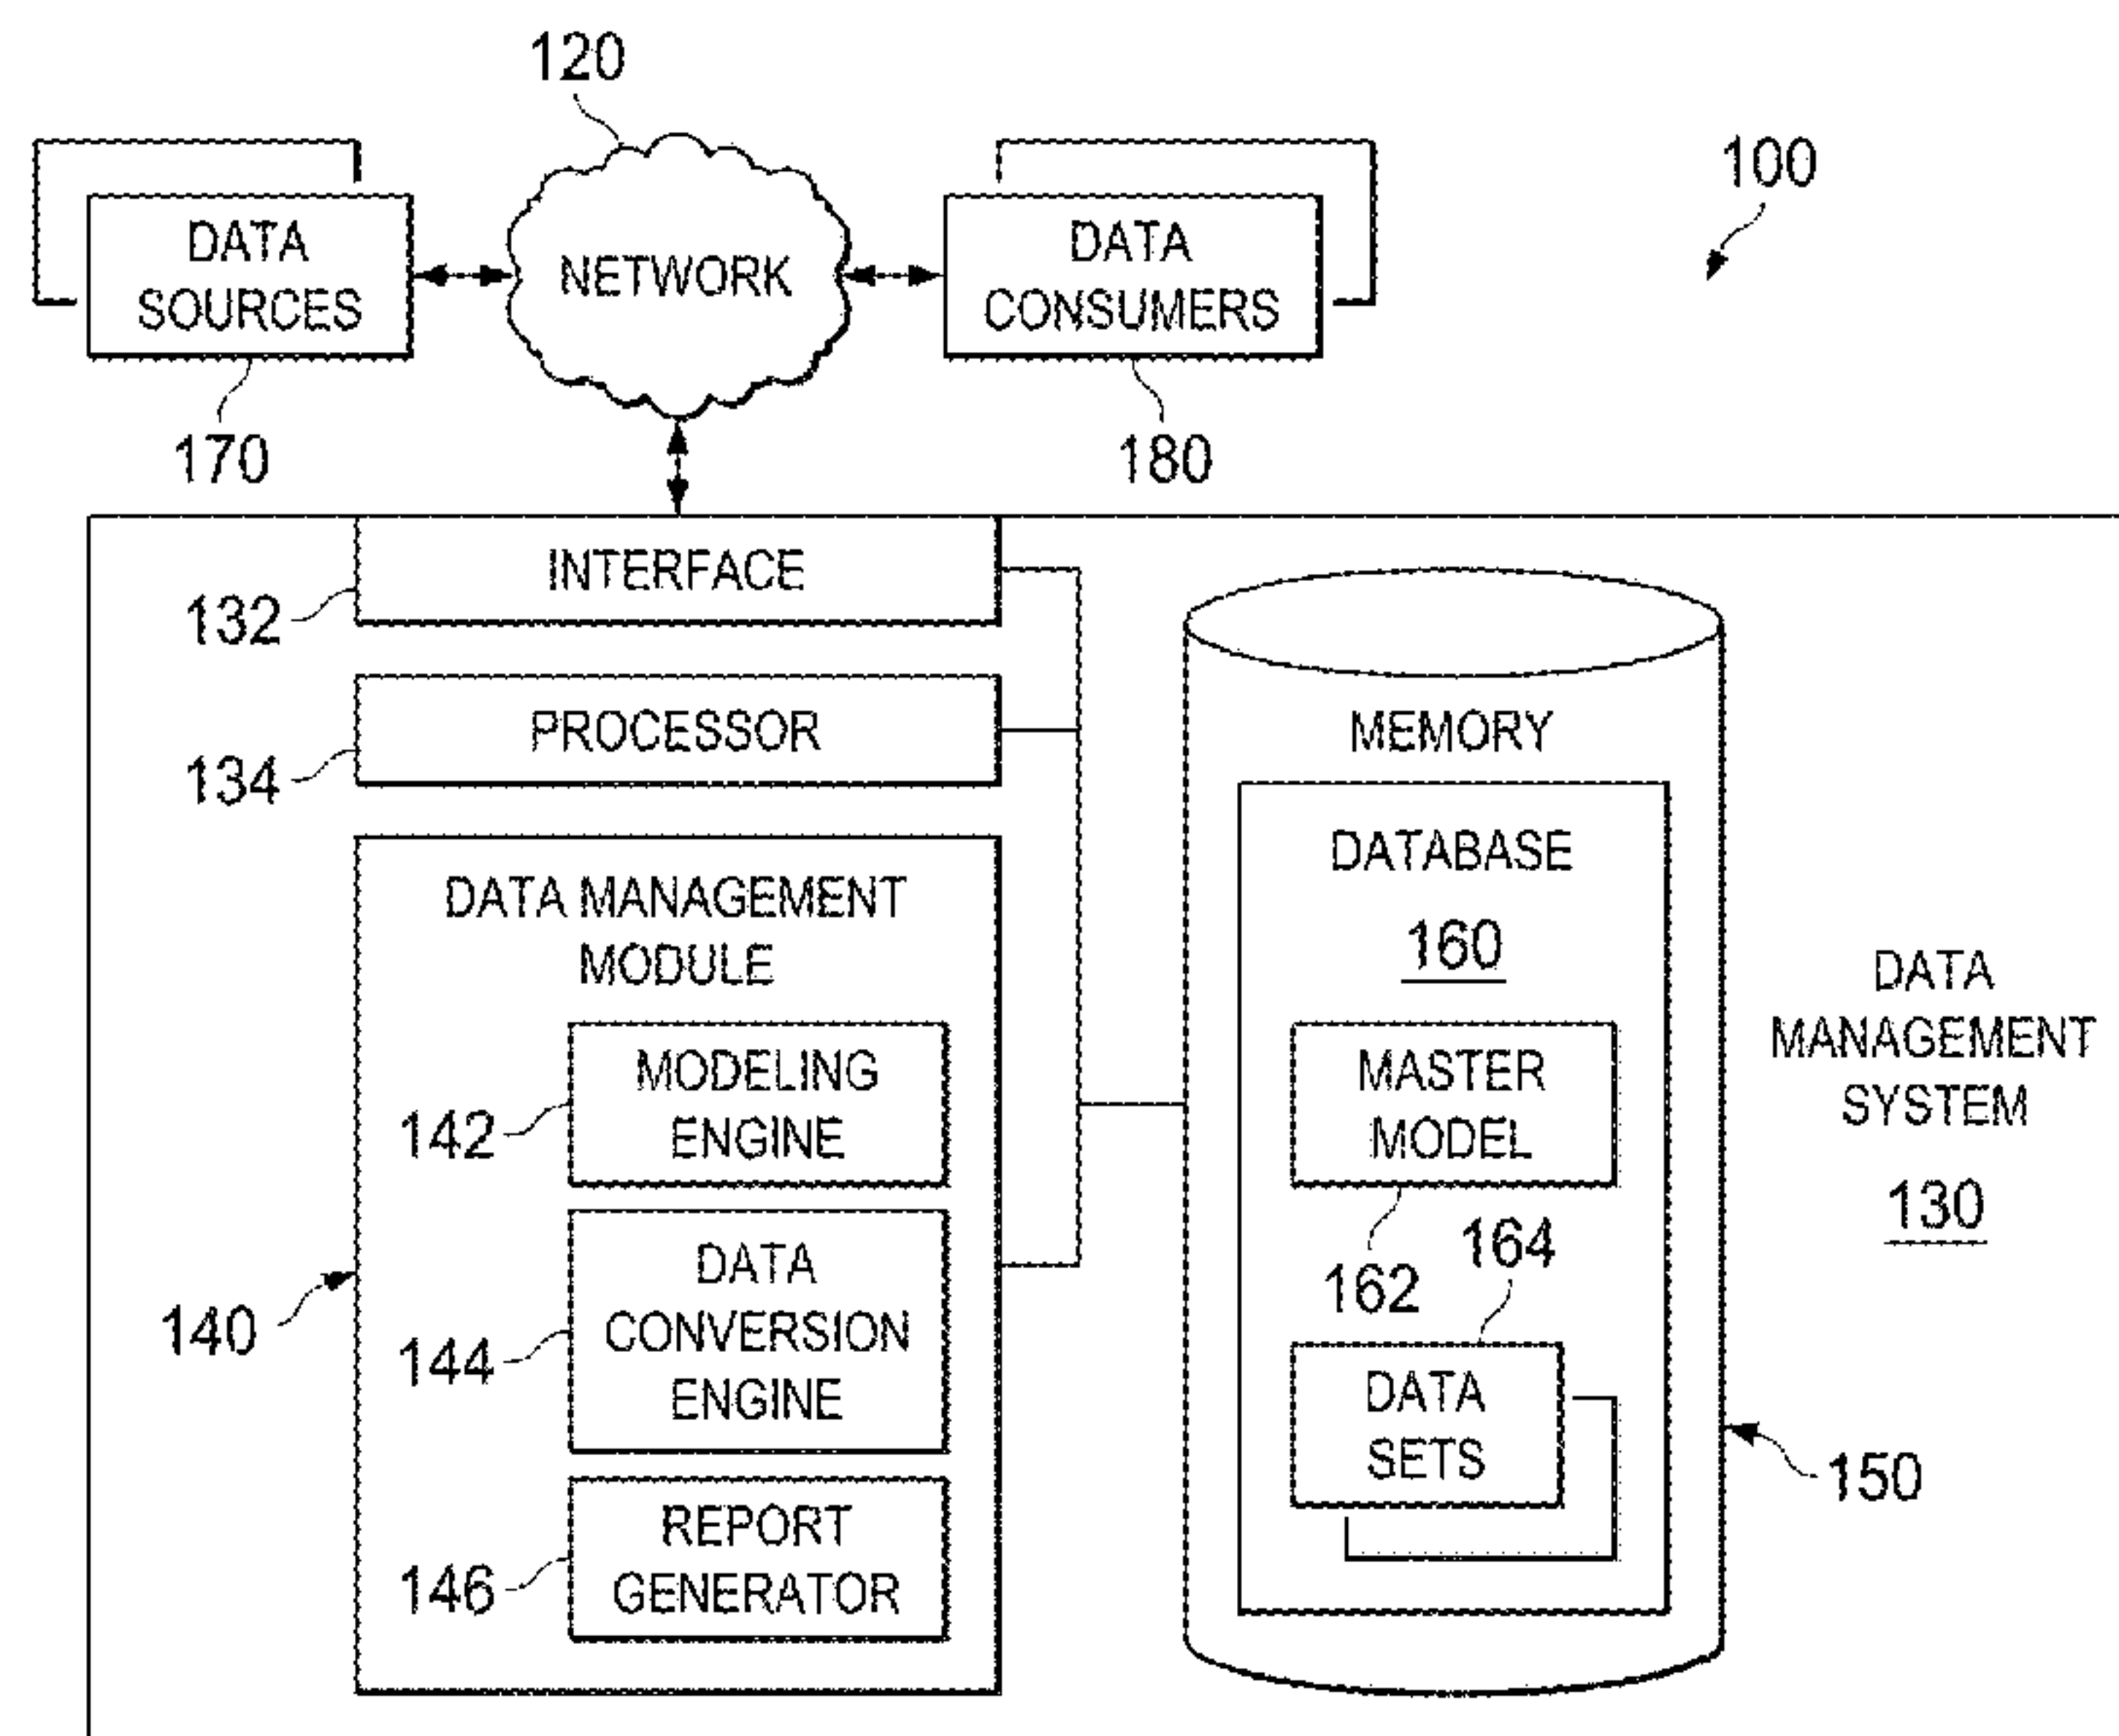 120
100
DATA
SOURCES
NETWORK
DATA
CONSUMERS
170
180
INTERFACE
132
PROCESSOR
134
DATA MANAGEMENT
MODULE
MODELING
ENGINE
142
DATA
CONVERSION
ENGINE
144
140
REPORT
GENERATOR
146
MEMORY
DATABASE
160
MASTER
MODEL
162
164
DATA
SETS
150
DATA
MANAGEMENT
SYSTEM
130